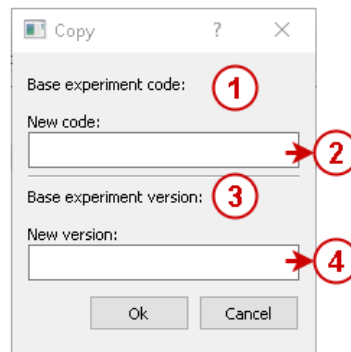 Copy ?
Base experiment code: 1
New code:
2
Base experiment version: 3
New version:
4
Ok Cancel